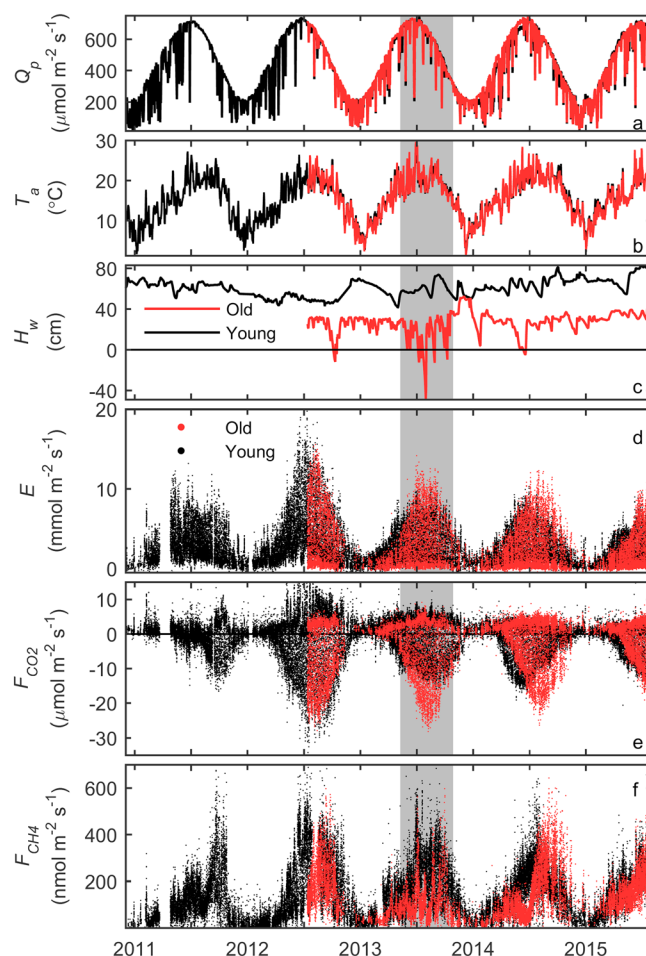 600
400
200
Q_p
(μmol m⁻² s⁻¹)
a
30
20
10
T_a
(°C)
b
80
40
0
-40
H_w
(cm)
Old
Young
c
20
10
0
E
(mmol m⁻² s⁻¹)
Old
Young
d
10
0
-10
-20
-30
F_CO2
(μmol m⁻² s⁻¹)
e
600
400
200
F_CH4
(nmol m⁻² s⁻¹)
f
2011 2012 2013 2014 2015